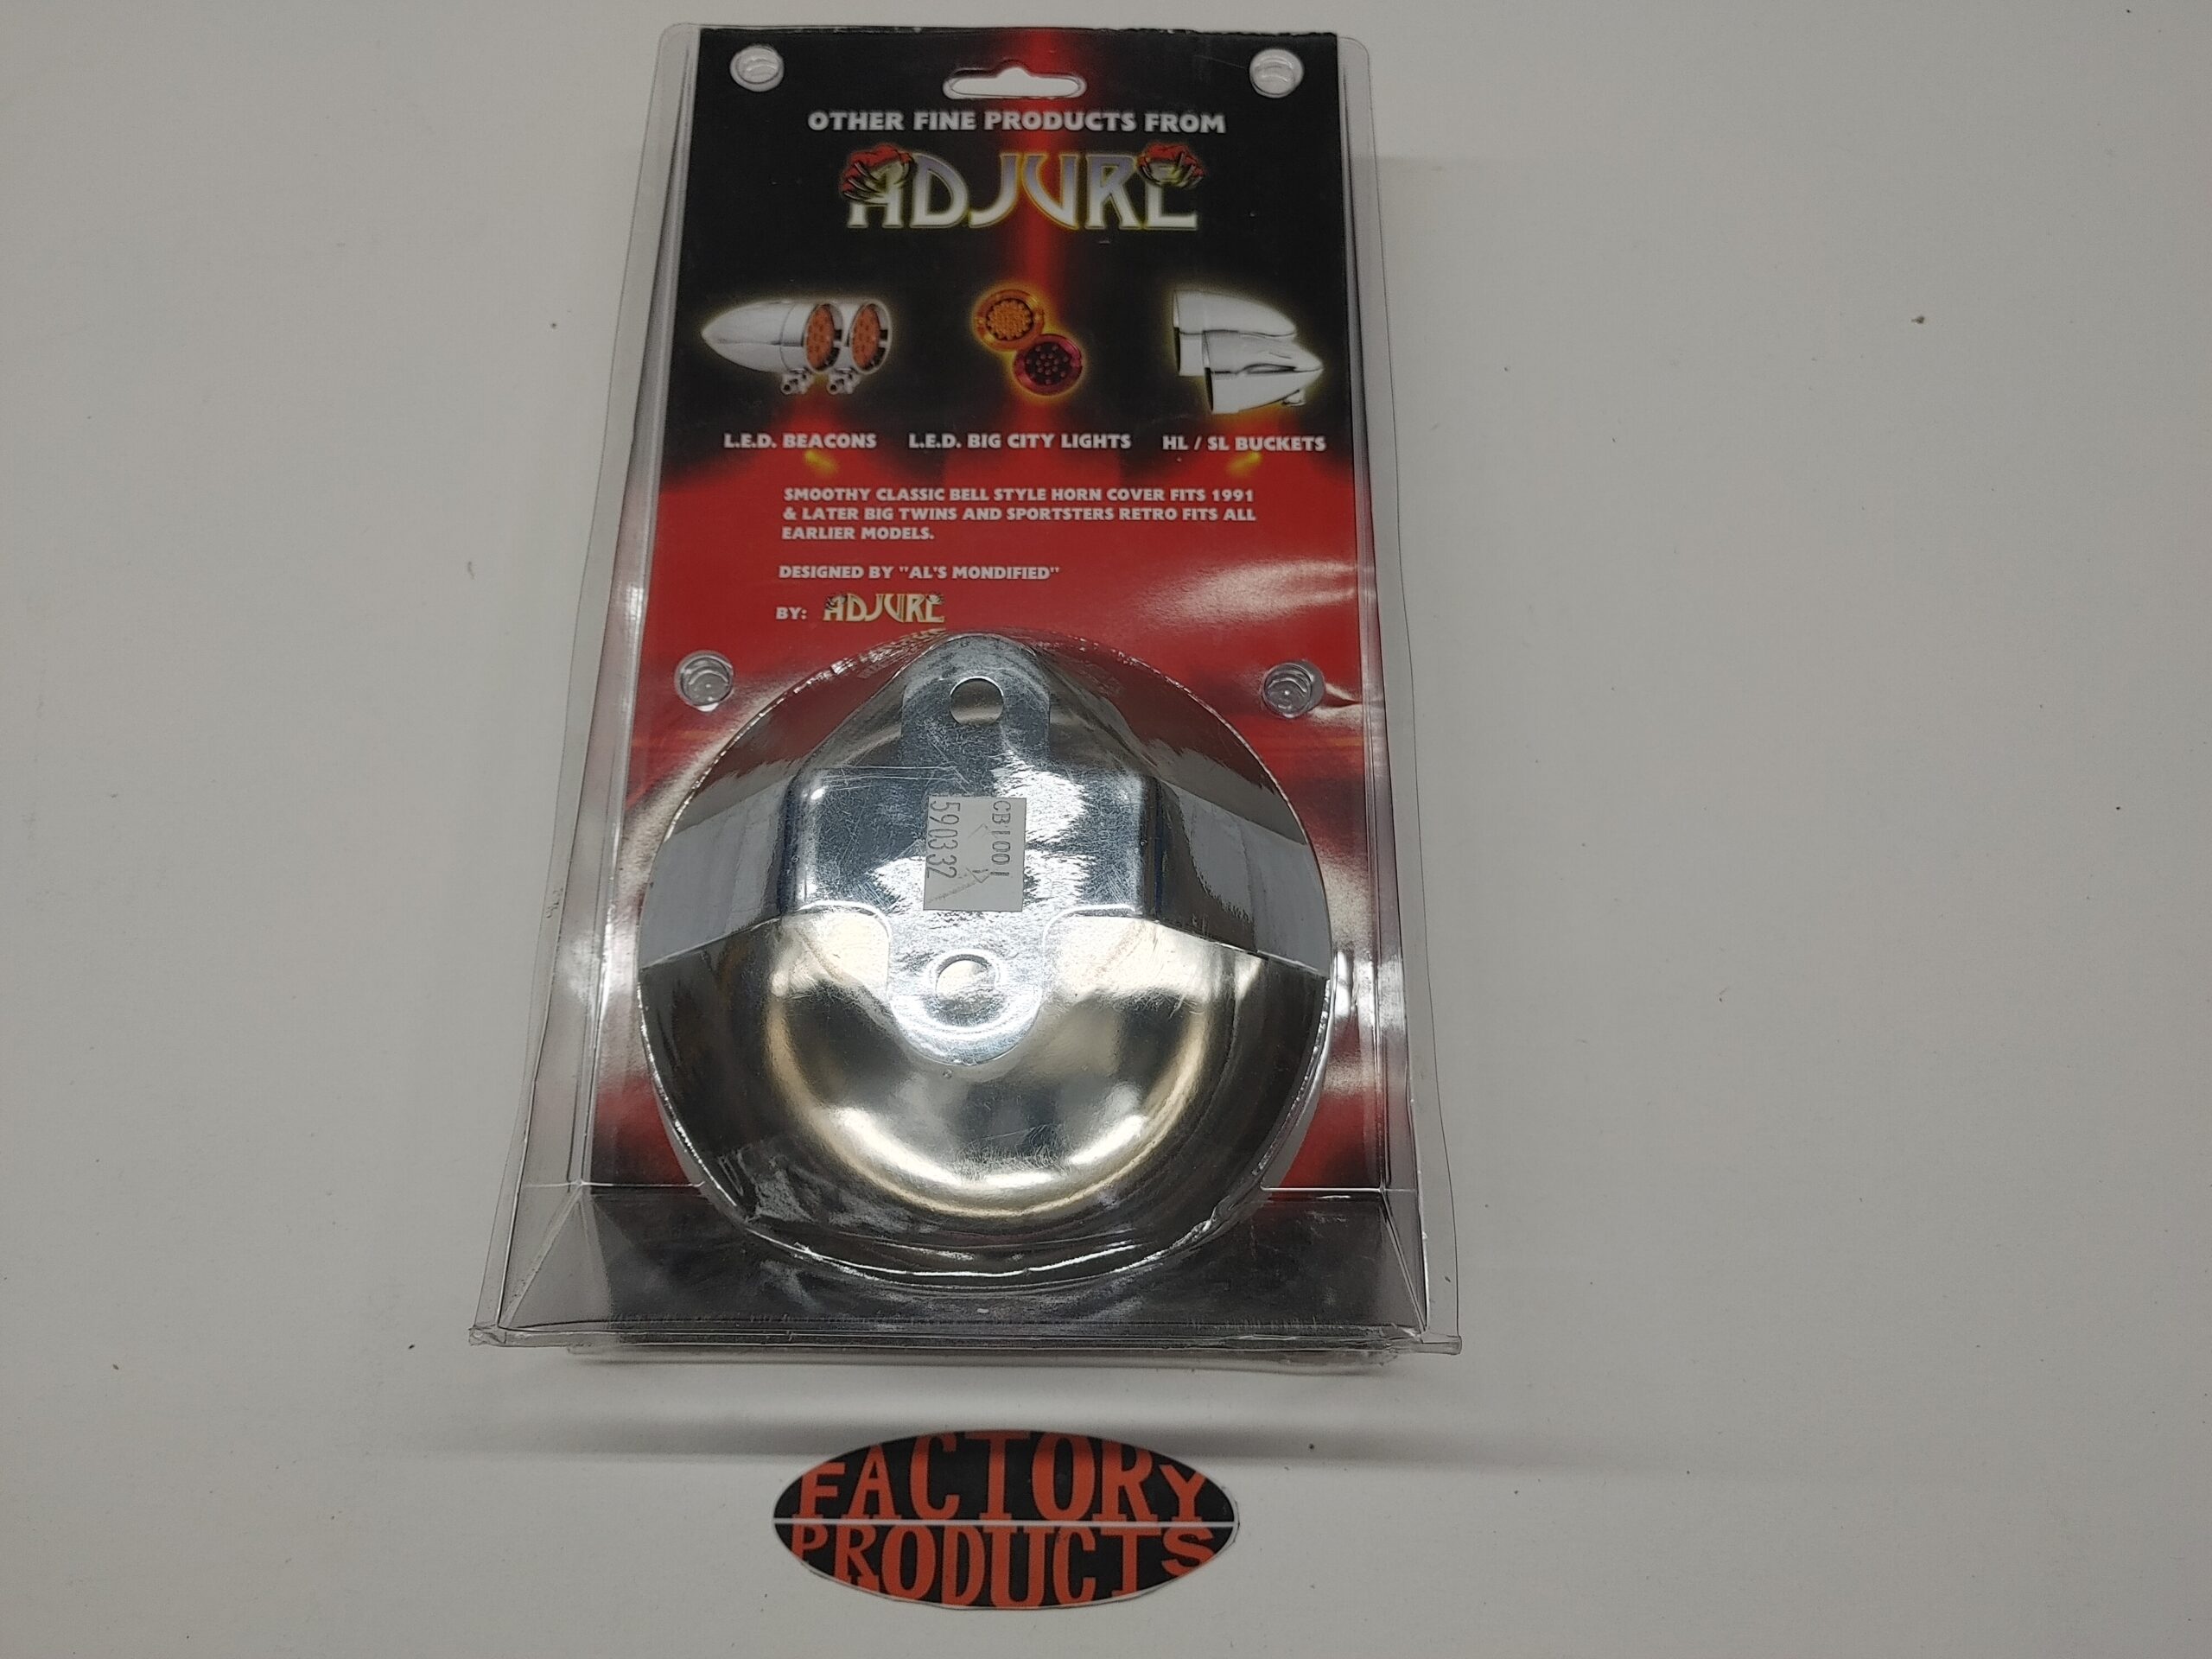 OTHER FINE PRODUCTS FROM
ADJURE
L.E.D. BEACONS
L.E.D. BIG CITY LIGHTS
HL / SL BUCKETS
SMOOTHY CLASSIC BELL STYLE HORN COVER FITS 1991
& LATER BIG TWINS AND SPORTSTERS RETRO FITS ALL
EARLIER MODELS.
DESIGNED BY "AL'S MONDIFIED"
BY: ADJURE
CB1001
590332
FACTORY
PRODUCTS